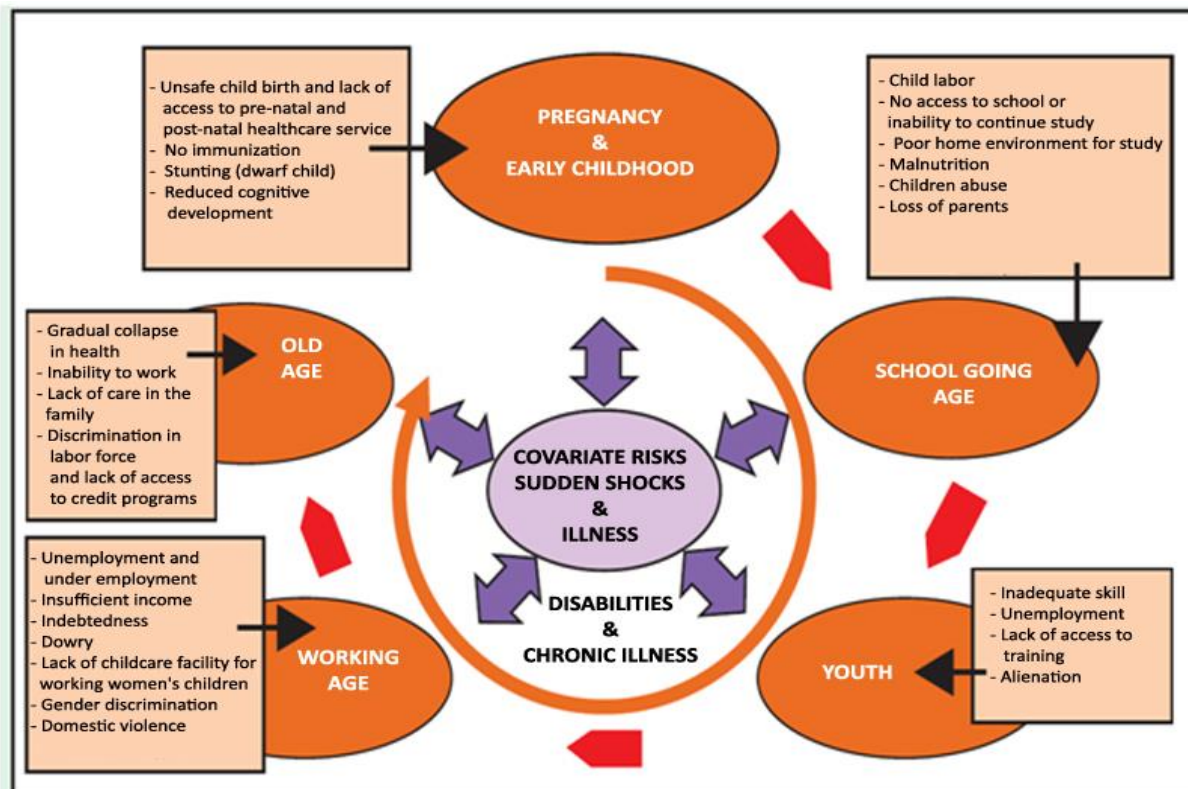 - Unsafe child birth and lack of
access to pre-natal and
post-natal healthcare service
- No immunization
- Stunting (dwarf child)
- Reduced cognitive
development
PREGNANCY
&
EARLY CHILDHOOD
- Child labor
- No access to school or
inability to continue study
- Poor home environment for study
- Malnutrition
- Children abuse
- Loss of parents
- Gradual collapse
in health
- Inability to work
- Lack of care in the
family
- Discrimination in
labor force
and lack of access
to credit programs
OLD
AGE
SCHOOL GOING
AGE
COVARIATE RISKS
SUDDEN SHOCKS
&
ILLNESS
DISABILITIES
&
CHRONIC ILLNESS
- Unemployment and
under employment
- Insufficient income
- Indebtedness
- Dowry
- Lack of childcare facility for
working women's children
- Gender discrimination
- Domestic violence
WORKING
AGE
YOUTH
- Inadequate skill
- Unemployment
- Lack of access to
training
- Alienation